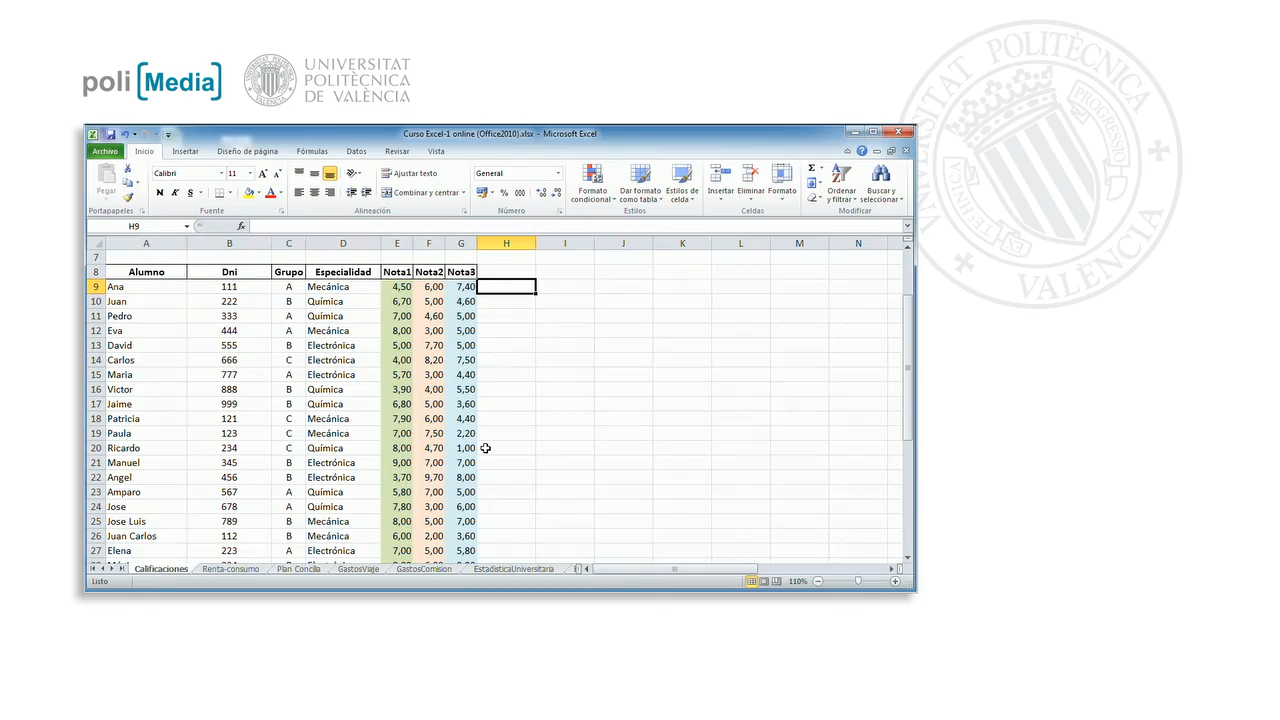 poli [Media]
UNIVERSITAT
POLITÈCNICA
DE VALÈNCIA
UNIVERSITAT POLITÈCNICA VALÈNCIA
PROGRESSIO
ET EX
Curso Excel-1 online (Office2010).xlsx - Microsoft Excel
Archivo Inicio Insertar Diseño de página Fórmulas Datos Revisar Vista
Pegar
Calibri 11
N K S
Ajustar texto
Combinar y centrar
General
Formato condicional
Dar formato como tabla
Estilos de celda
Insertar Eliminar Formato
Ordenar y filtrar
Buscar y seleccionar
Portapapeles Fuente Alineación Número Estilos Celdas Modificar
H9 fx
A B C D E F G H I J K L M N
7
8 Alumno Dni Grupo Especialidad Nota1 Nota2 Nota3
9 Ana 111 A Mecánica 4,50 6,00 7,40
10 Juan 222 B Química 6,70 5,00 4,60
11 Pedro 333 A Química 7,00 4,60 5,00
12 Eva 444 A Mecánica 8,00 3,00 5,00
13 David 555 B Electrónica 5,00 7,70 5,00
14 Carlos 666 C Electrónica 4,00 8,20 7,50
15 Maria 777 A Electrónica 5,70 3,00 4,40
16 Victor 888 B Química 3,90 4,00 5,50
17 Jaime 999 B Química 6,80 5,00 3,60
18 Patricia 121 C Mecánica 7,90 6,00 4,40
19 Paula 123 C Mecánica 7,00 7,50 2,20
20 Ricardo 234 C Química 8,00 4,70 1,00
21 Manuel 345 B Electrónica 9,00 7,00 7,00
22 Angel 456 B Electrónica 3,70 9,70 8,00
23 Amparo 567 A Química 5,80 7,00 5,00
24 Jose 678 A Química 7,80 3,00 6,00
25 Jose Luis 789 B Mecánica 8,00 5,00 7,00
26 Juan Carlos 112 B Mecánica 6,00 2,00 3,60
27 Elena 223 A Electrónica 7,00 5,00 5,80
Calificaciones Renta-consumo Plan Concilia GastosViaje GastosComision EstadisticaUniversitaria
Listo 110%